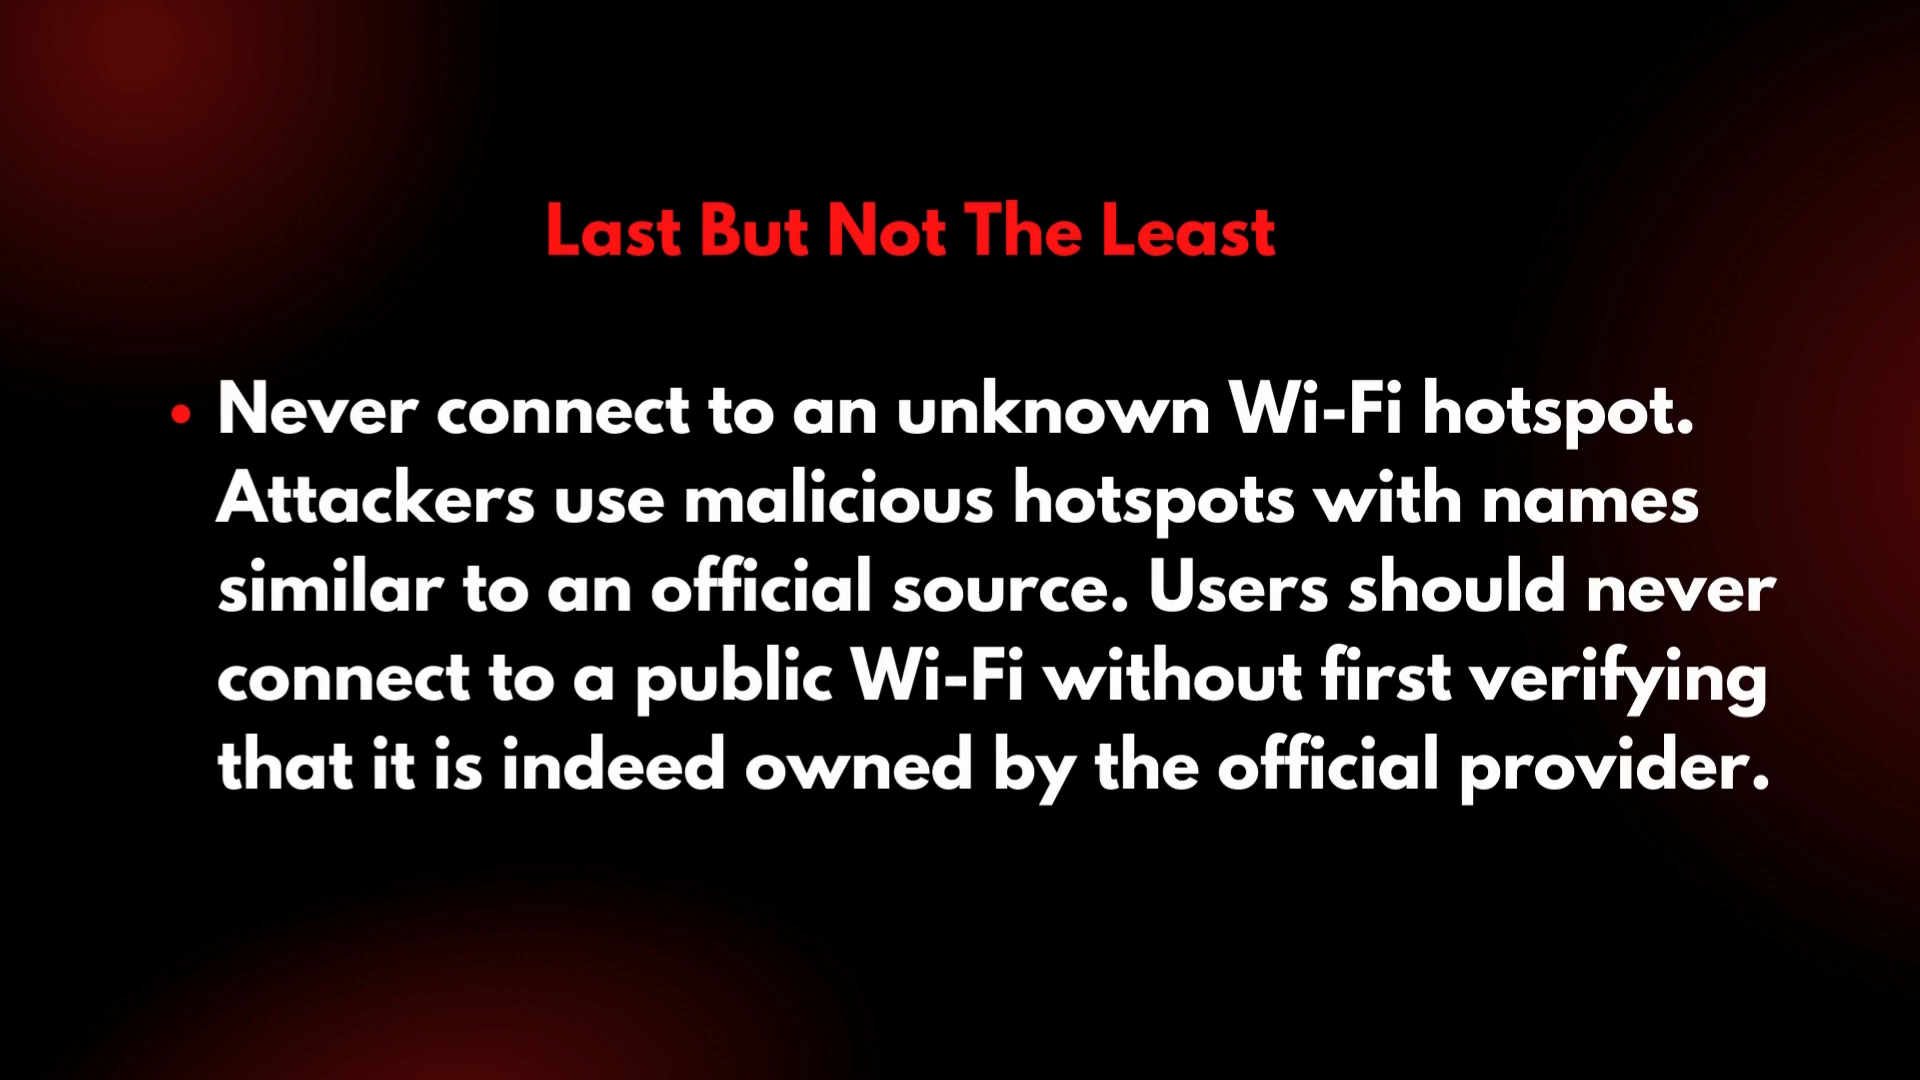 Last But Not The Least
• Never connect to an unknown Wi-Fi hotspot.
Attackers use malicious hotspots with names
similar to an official source. Users should never
connect to a public Wi-Fi without first verifying
that it is indeed owned by the official provider.